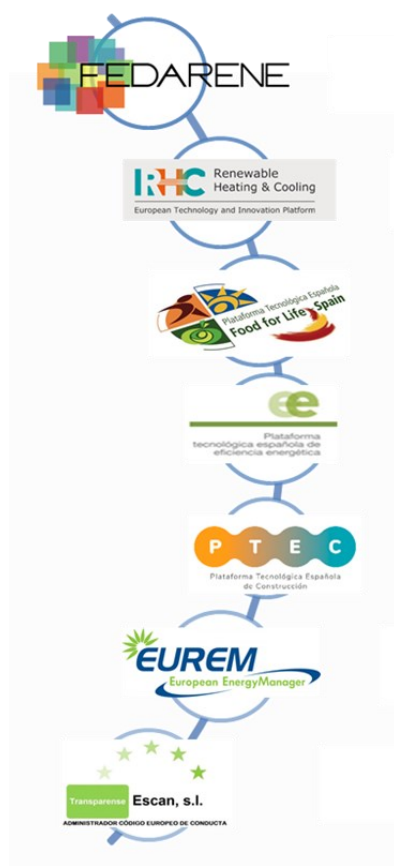 FEDARENE
RHC Renewable
Heating & Cooling
European Technology and Innovation Platform
Plataforma Tecnológica Española
Food for Life Spain
ee
Plataforma
tecnológica española de
eficiencia energética
P T E C
Plataforma Tecnológica Española
de Construcción
EUREM
European EnergyManager
Transparense Escan, s.l.
ADMINISTRADOR CÓDIGO EUROPEO DE CONDUCTA